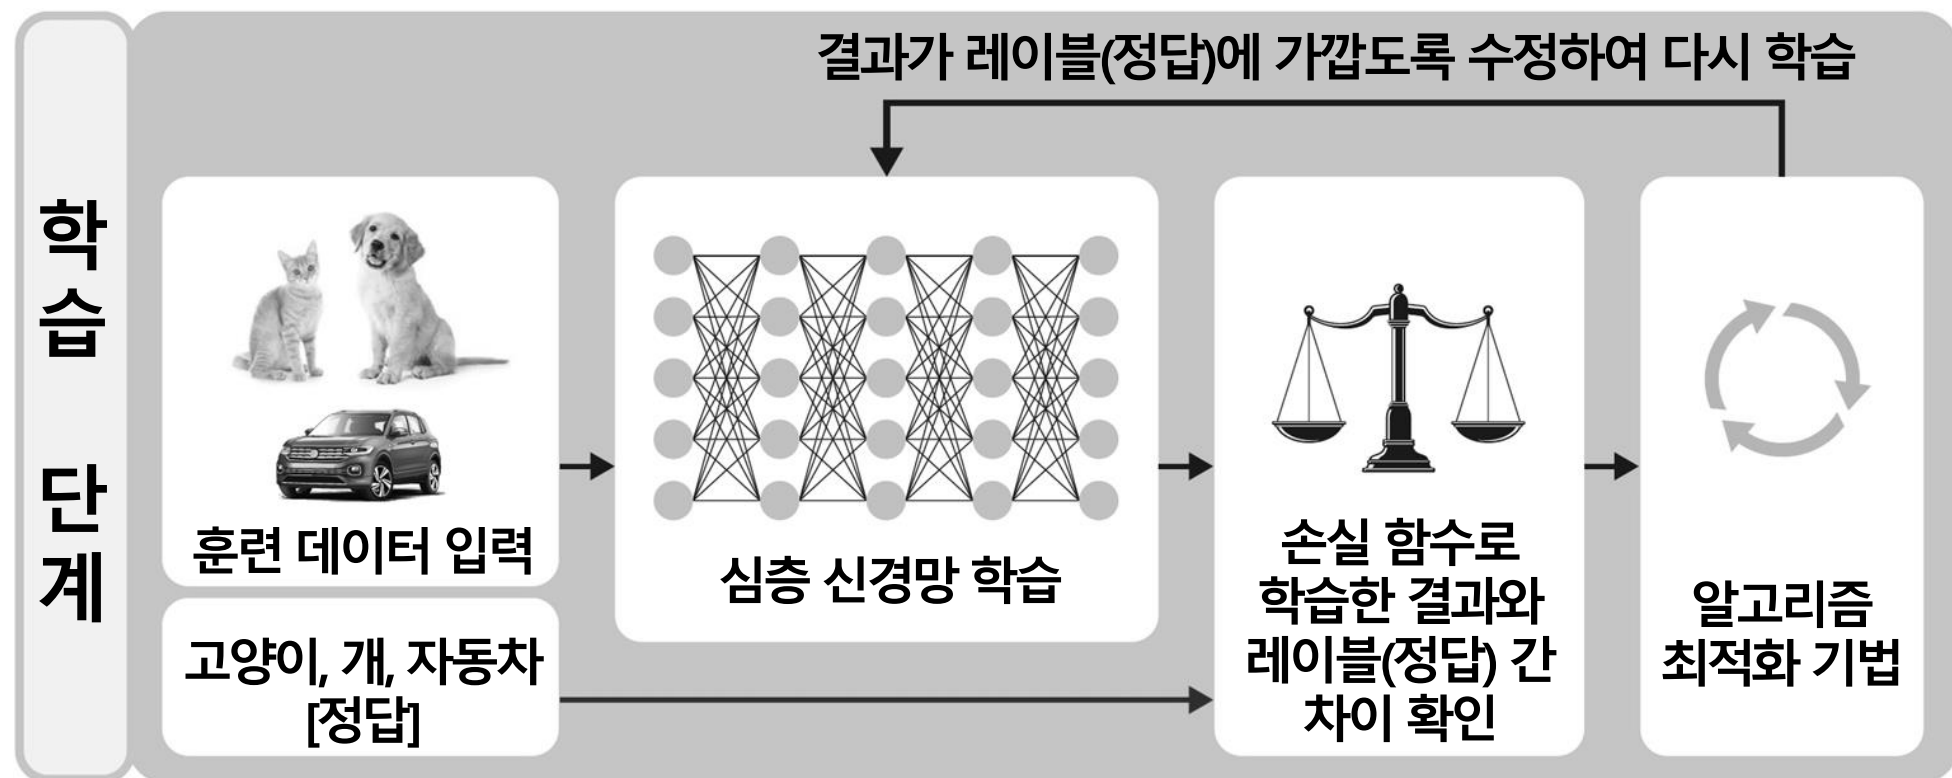 결과가 레이블(정답)에 가깝도록 수정하여 다시 학습
학습 단계
훈련 데이터 입력
고양이, 개, 자동차
[정답]
심층 신경망 학습
손실 함수로
학습한 결과와
레이블(정답) 간
차이 확인
알고리즘
최적화 기법